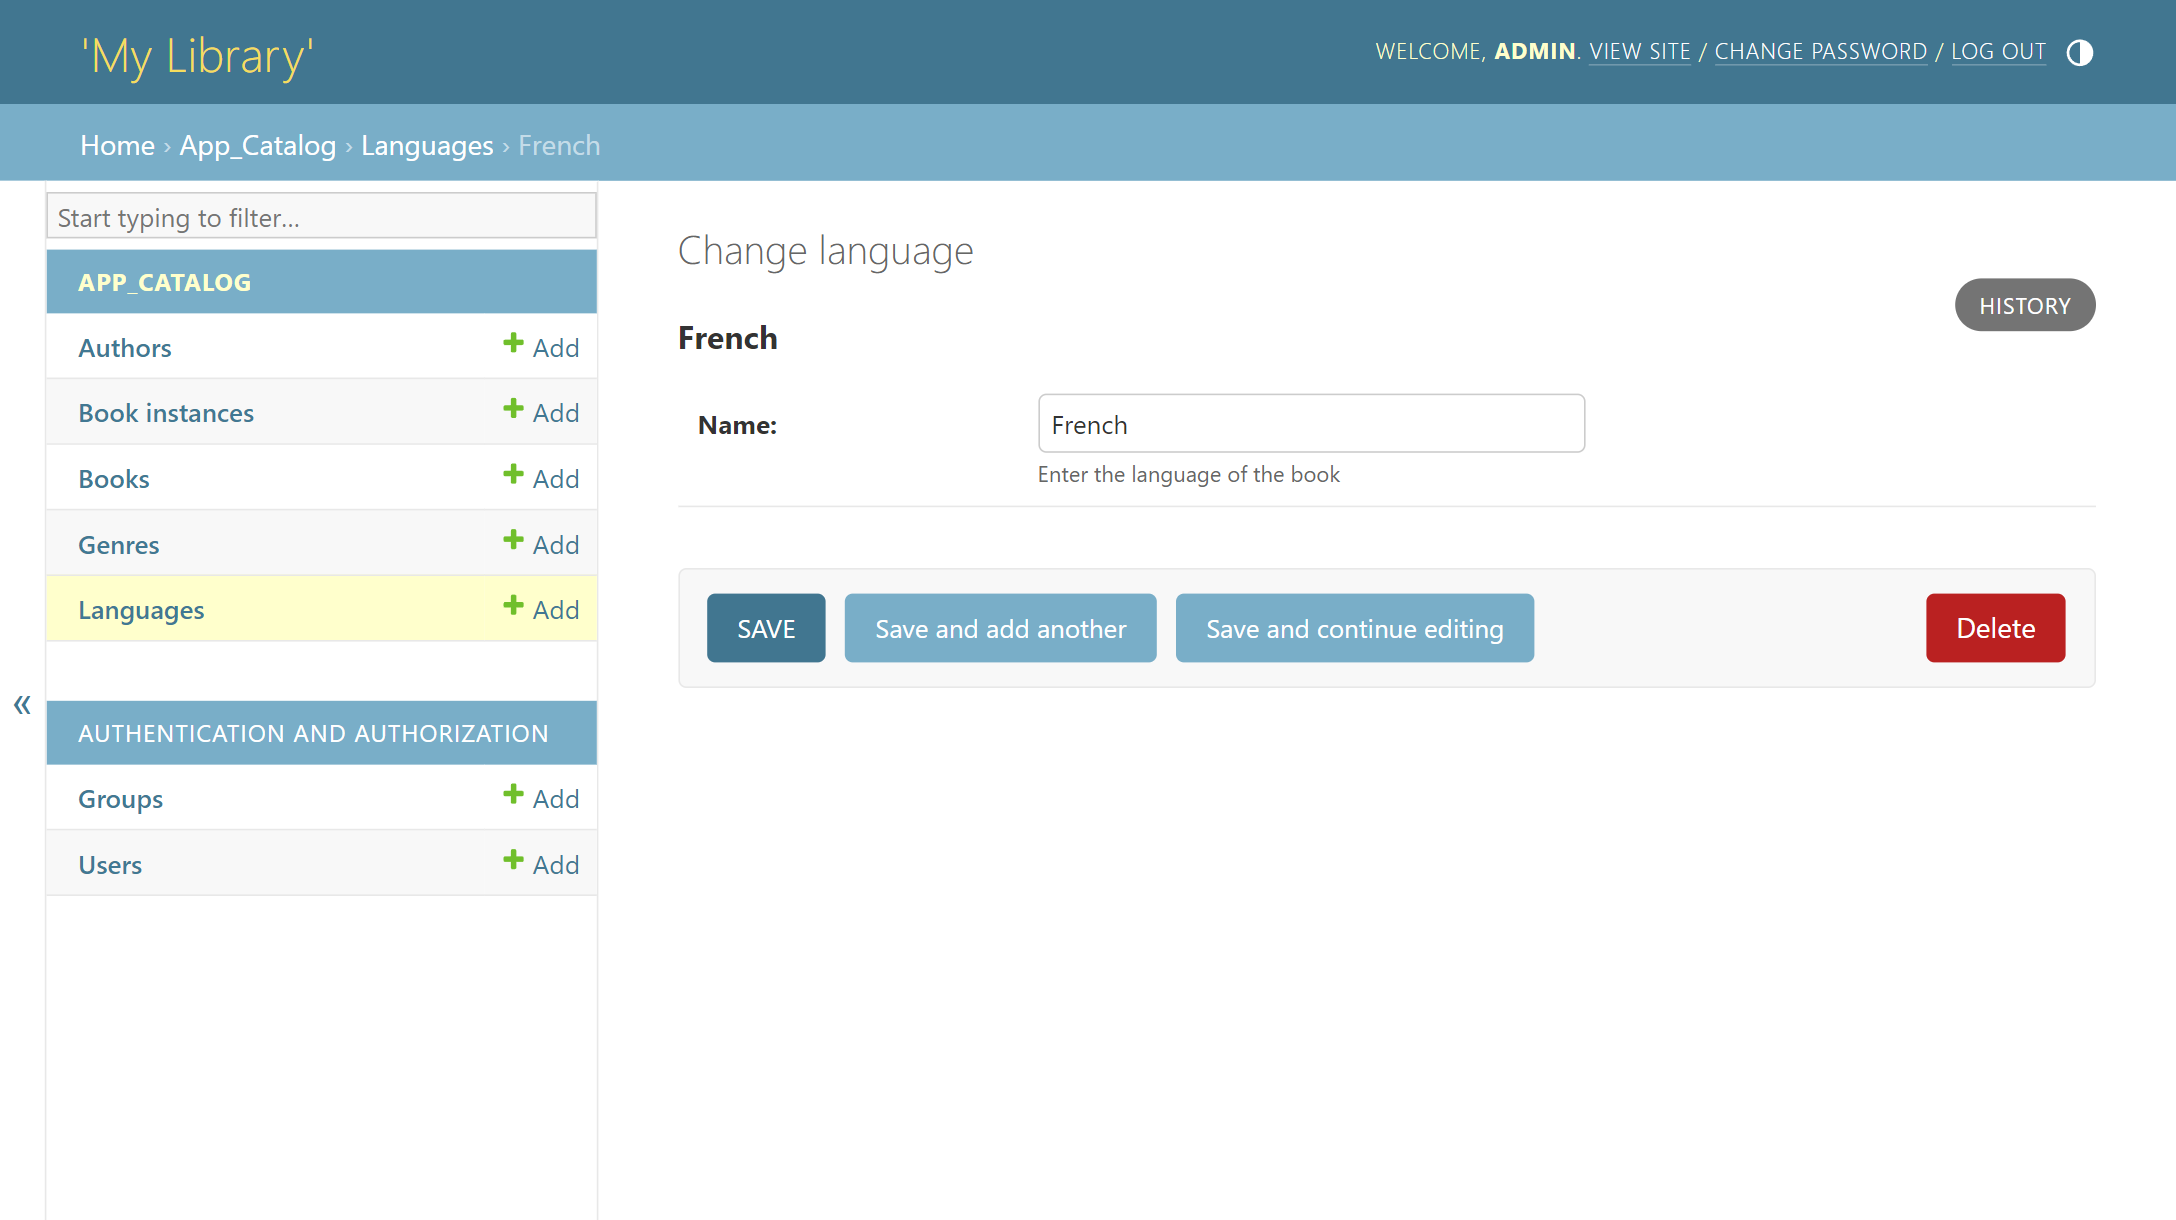 'My Library'
WELCOME, ADMIN. VIEW SITE / CHANGE PASSWORD / LOG OUT
Home › App_Catalog › Languages › French
Start typing to filter...
APP_CATALOG
Authors Add
Book instances Add
Books Add
Genres Add
Languages Add
«
AUTHENTICATION AND AUTHORIZATION
Groups Add
Users Add
Change language
HISTORY
French
Name: French
Enter the language of the book
SAVE Save and add another Save and continue editing Delete